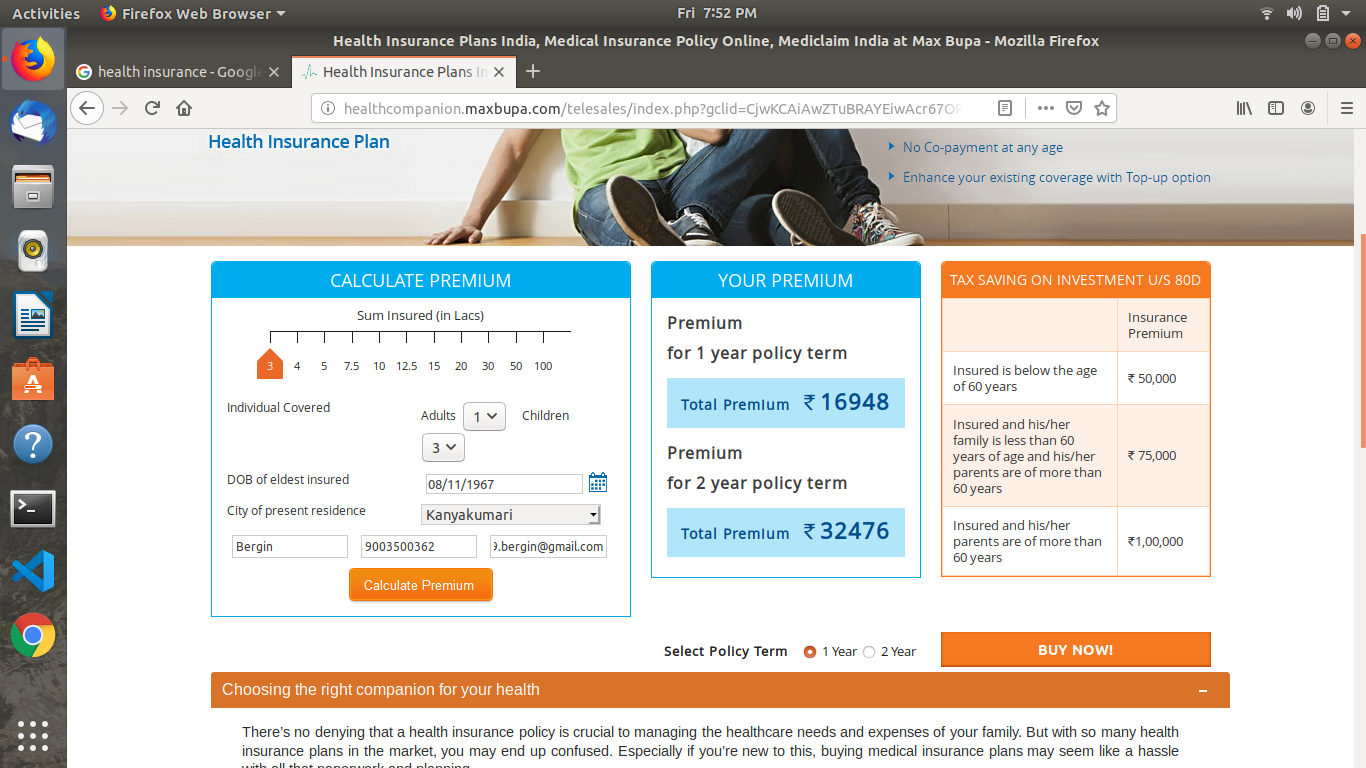 Activities
Firefox Web Browser
Fri 7:52 PM
Health Insurance Plans India, Medical Insurance Policy Online, Mediclaim India at Max Bupa - Mozilla Firefox
health insurance - Google
Health Insurance Plans In
healthcompanion.maxbupa.com/telesales/index.php?gclid=CjwKCAiAwZTuBRAYEiwAcr67O
Health Insurance Plan
No Co-payment at any age
Enhance your existing coverage with Top-up option
CALCULATE PREMIUM
Sum Insured (in Lacs)
3 4 5 7.5 10 12.5 15 20 30 50 100
Individual Covered
Adults 1 Children
3
DOB of eldest insured
08/11/1967
City of present residence
Kanyakumari
Bergin 9003500362 9.bergin@gmail.com
Calculate Premium
YOUR PREMIUM
Premium
for 1 year policy term
Total Premium ₹ 16948
Premium
for 2 year policy term
Total Premium ₹ 32476
TAX SAVING ON INVESTMENT U/S 80D
Insurance
Premium
Insured is below the age
of 60 years
₹ 50,000
Insured and his/her
family is less than 60
years of age and his/her
parents are of more than
60 years
₹ 75,000
Insured and his/her
parents are of more than
60 years
₹1,00,000
Select Policy Term 1 Year 2 Year
BUY NOW!
Choosing the right companion for your health –
There’s no denying that a health insurance policy is crucial to managing the healthcare needs and expenses of your family. But with so many health
insurance plans in the market, you may end up confused. Especially if you’re new to this, buying medical insurance plans may seem like a hassle
with all that paperwork and planning.